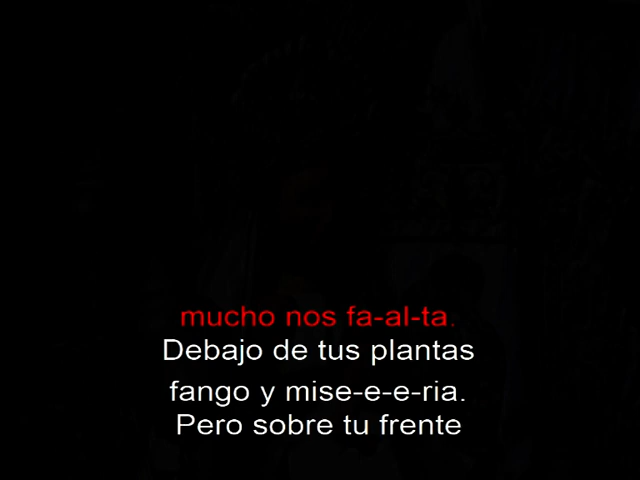 mucho nos fa-al-ta.
Debajo de tus plantas
fango y mise-e-e-ria.
Pero sobre tu frente